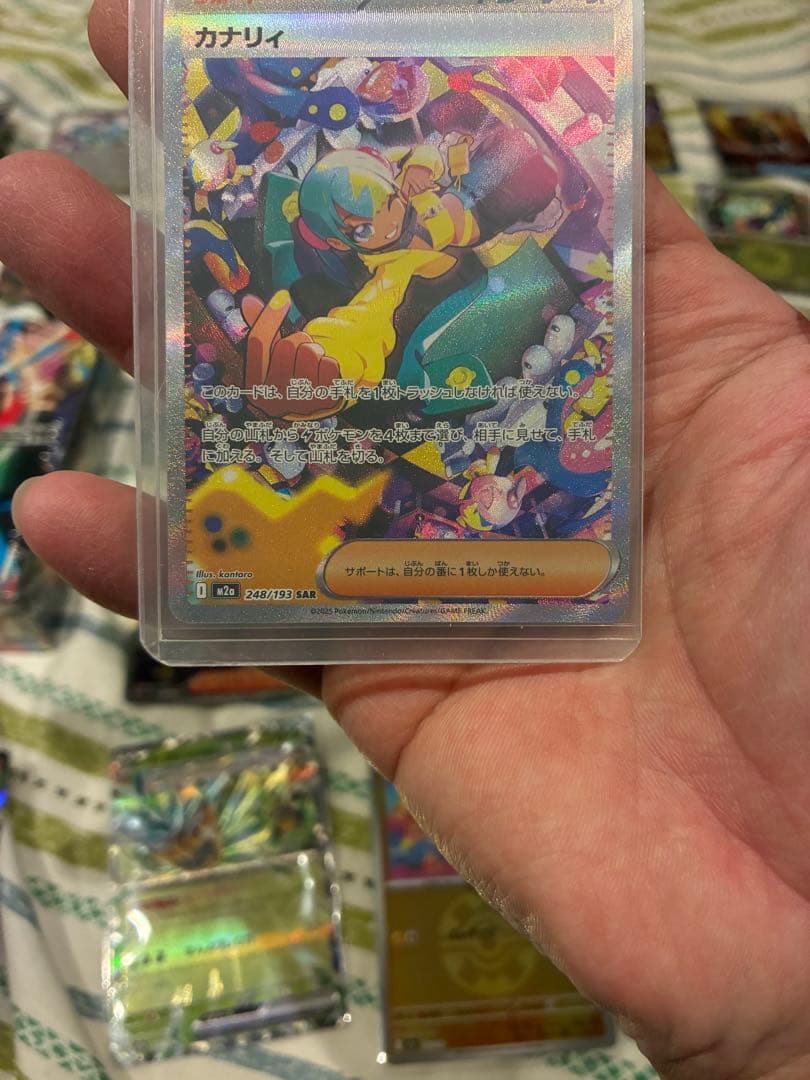 カナリィ
このカードは、自分の手札を1枚トラッシュしなければ使えない。
自分の山札から⚡ポケモンを4枚まで選び、相手に見せて、手札
に加える。そして山札を切る。
サポートは、自分の番に1枚しか使えない。
Illus. kantaro
I M2a 248/193 SAR
©2025 Pokémon/Nintendo/Creatures/GAME FREAK.